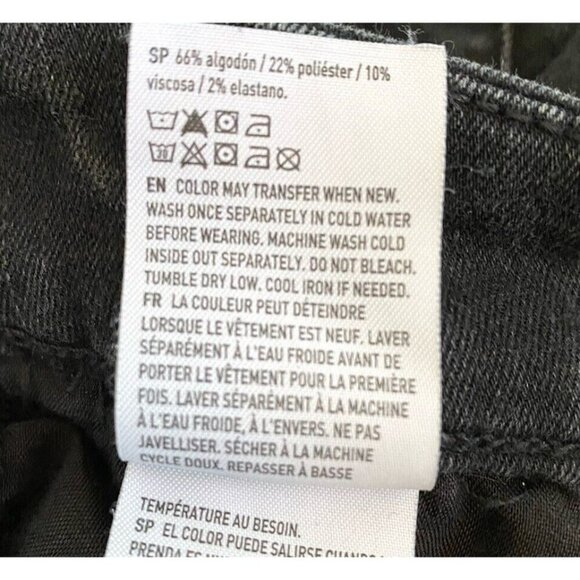 SP 66% algodón / 22% poliéster / 10%
viscosa / 2% elastano.
30
EN COLOR MAY TRANSFER WHEN NEW.
WASH ONCE SEPARATELY IN COLD WATER
BEFORE WEARING. MACHINE WASH COLD
INSIDE OUT SEPARATELY. DO NOT BLEACH.
TUMBLE DRY LOW. COOL IRON IF NEEDED.
FR LA COULEUR PEUT DÉTEINDRE
LORSQUE LE VÊTEMENT EST NEUF. LAVER
SÉPARÉMENT À L'EAU FROIDE AVANT DE
PORTER LE VÊTEMENT POUR LA PREMIÈRE
FOIS. LAVER SÉPARÉMENT À LA MACHINE
À L'EAU FROIDE, À L'ENVERS. NE PAS
JAVELLISER. SÉCHER À LA MACHINE
CYCLE DOUX. REPASSER À BASSE
TEMPÉRATURE AU BESOIN.
SP EL COLOR PUEDE SALIRSE CUANDO
PRENDA ES